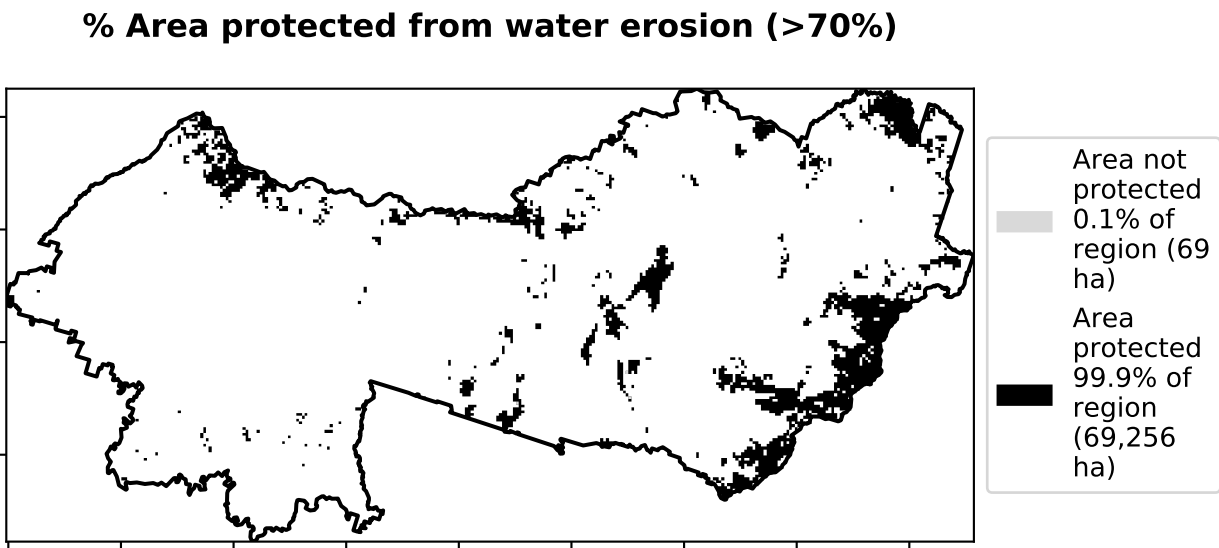 % Area protected from water erosion (>70%)
Area not
protected
0.1% of
region (69
ha)
Area
protected
99.9% of
region
(69,256
ha)